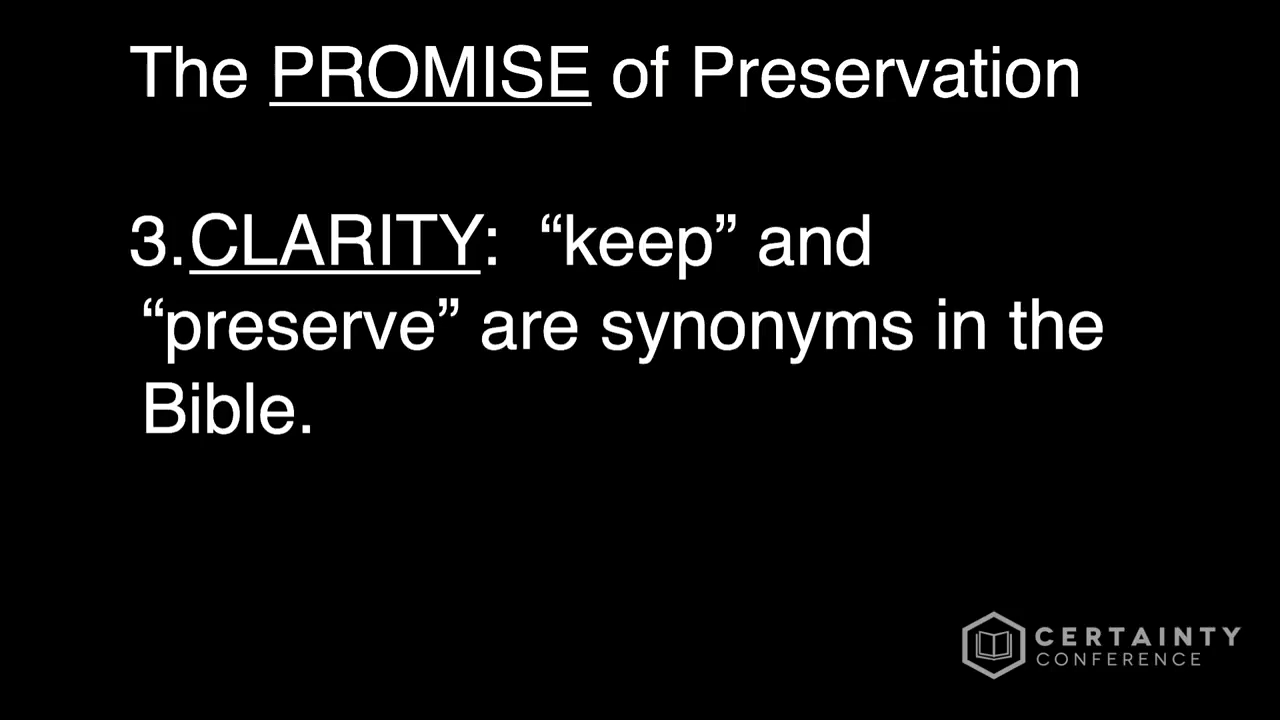 The PROMISE of Preservation
3. CLARITY: “keep” and
“preserve” are synonyms in the
Bible.
CERTAINTY
CONFERENCE